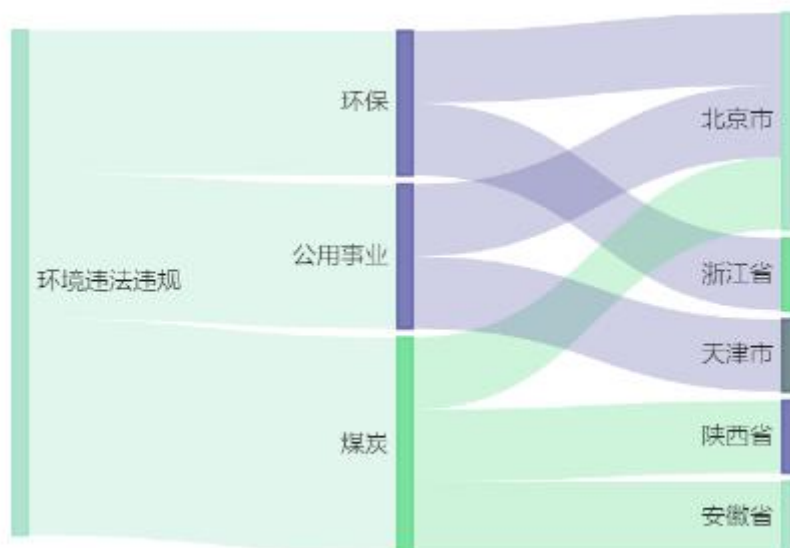 环境违法违规
环保
公用事业
煤炭
北京市
浙江省
天津市
陕西省
安徽省